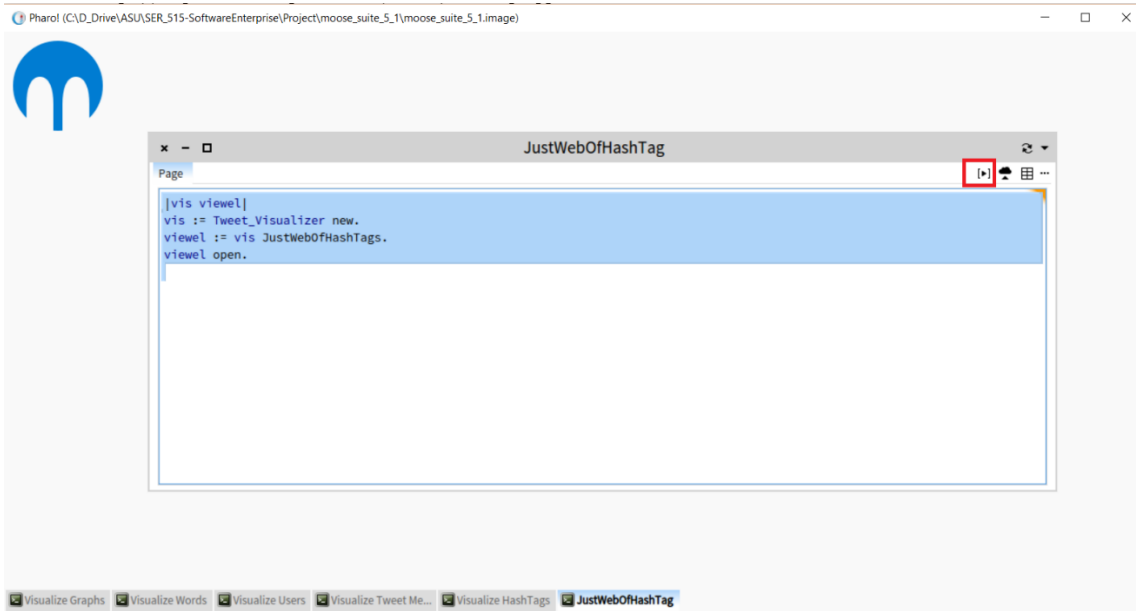 Pharo! (C:\D_Drive\ASU\SER_515-SoftwareEnterprise\Project\moose_suite_5_1\moose_suite_5_1.image)
JustWebOfHashTag
Page
|vis viewel|
vis := Tweet_Visualizer new.
viewel := vis JustWebOfHashTags.
viewel open.
Visualize Graphs Visualize Words Visualize Users Visualize Tweet Me... Visualize HashTags JustWebOfHashTag